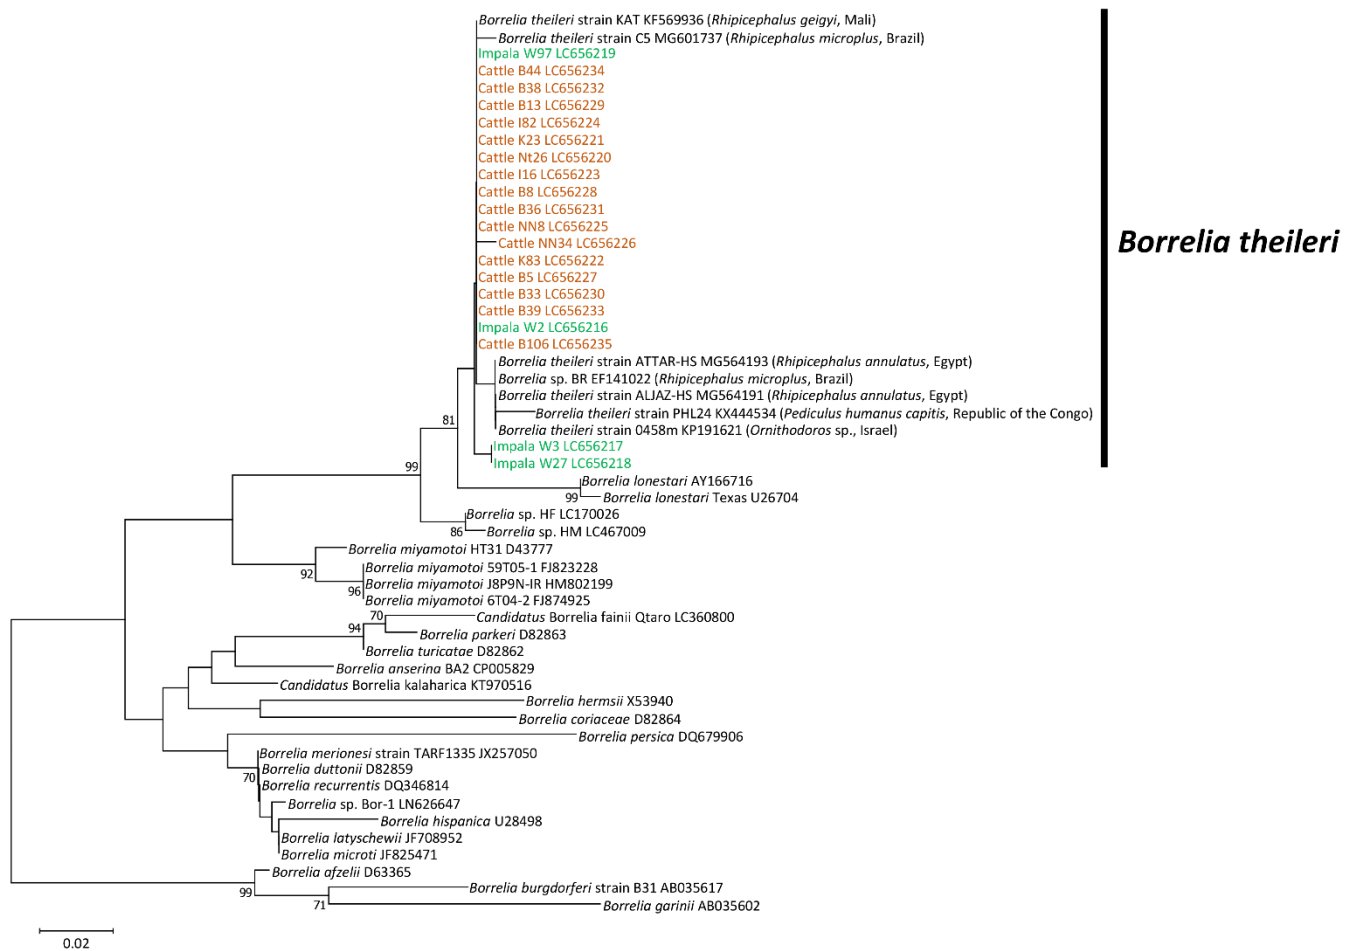 Borrelia theileri strain KAT KF569936 (Rhipicephalus geigyi, Mali)
Borrelia theileri strain C5 MG601737 (Rhipicephalus microplus, Brazil)
Impala W97 LC656219
Cattle B44 LC656234
Cattle B38 LC656232
Cattle B13 LC656229
Cattle I82 LC656224
Cattle K23 LC656221
Cattle Nt26 LC656220
Cattle I16 LC656223
Cattle B8 LC656228
Cattle B36 LC656231
Cattle NN8 LC656225
Borrelia theileri
Cattle NN34 LC656226
Cattle K83 LC656222
Cattle B5 LC656227
Cattle B33 LC656230
Cattle B39 LC656233
Impala W2 LC656216
Cattle B106 LC656235
Borrelia theileri strain ATTAR-HS MG564193 (Rhipicephalus annulatus, Egypt)
Borrelia sp. BR EF141022 (Rhipicephalus microplus, Brazil)
Borrelia theileri strain ALJAZ-HS MG564191 (Rhipicephalus annulatus, Egypt)
Borrelia theileri strain PHL24 KX444534 (Pediculus humanus capitis, Republic of the Congo)
81
Borrelia theileri strain 0458m KP191621 (Ornithodoros sp., Israel)
Impala W3 LC656217
Impala W27 LC656218
99
Borrelia lonestari AY166716
99
Borrelia lonestari Texas U26704
Borrelia sp. HF LC170026
86
Borrelia sp. HM LC467009
Borrelia miyamotoi HT31 D43777
92
Borrelia miyamotoi 59T05-1 FJ823228
Borrelia miyamotoi J8P9N-IR HM802199
96
Borrelia miyamotoi 6T04-2 FJ874925
70
Candidatus Borrelia fainii Qtaro LC360800
94
Borrelia parkeri D82863
Borrelia turicatae D82862
Borrelia anserina BA2 CP005829
Candidatus Borrelia kalaharica KT970516
Borrelia hermsii X53940
Borrelia coriaceae D82864
Borrelia persica DQ679906
Borrelia merionesi strain TARF1335 JX257050
Borrelia duttonii D82859
70
Borrelia recurrentis DQ346814
Borrelia sp. Bor-1 LN626647
Borrelia hispanica U28498
Borrelia latyschewii JF708952
Borrelia microti JF825471
Borrelia afzelii D63365
99
Borrelia burgdorferi strain B31 AB035617
71
Borrelia garinii AB035602
0.02